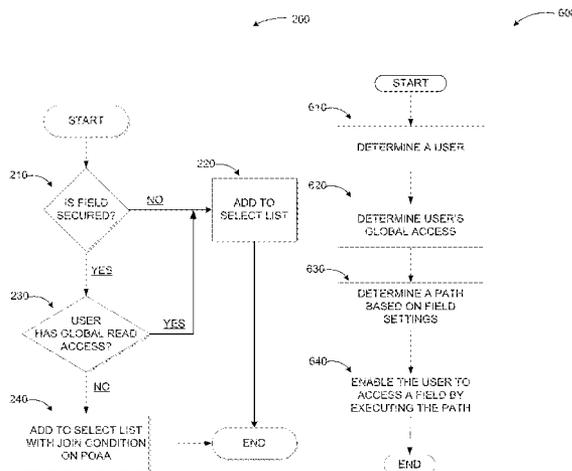 200
START
210
IS FIELD
SECURED?
NO
220
ADD TO
SELECT LIST
YES
230
USER
HAS GLOBAL READ
ACCESS?
YES
NO
240
ADD TO SELECT LIST
WITH JOIN CONDITION
ON POAA
END
600
START
610
DETERMINE A USER
620
DETERMINE USER'S
GLOBAL ACCESS
630
DETERMINE A PATH
BASED ON FIELD
SETTINGS
640
ENABLE THE USER TO
ACCESS A FIELD BY
EXECUTING THE PATH
END